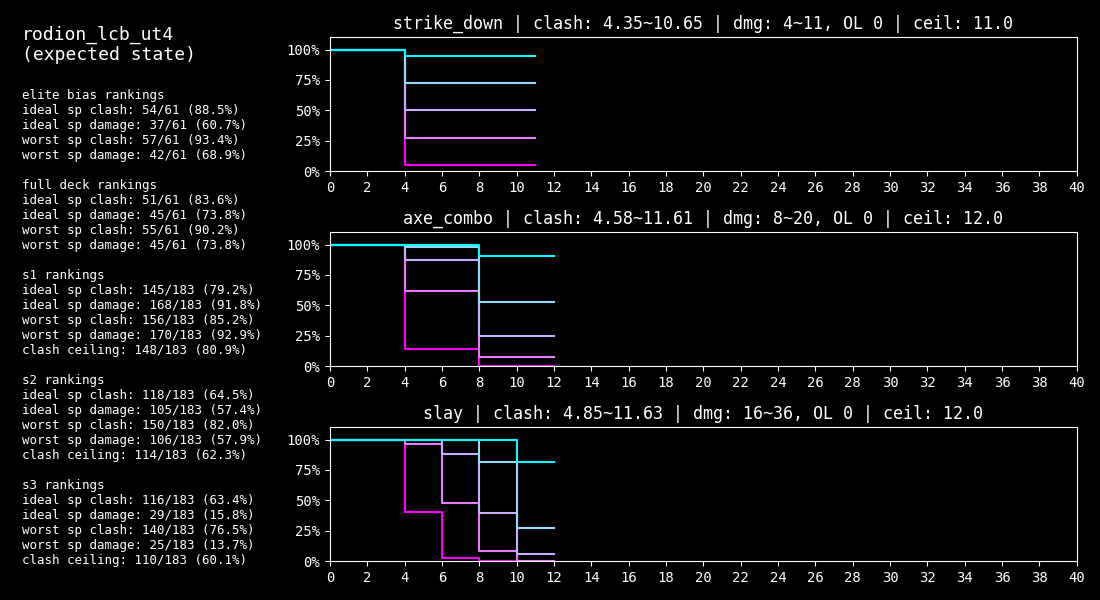 rodion_lcb_ut4
(expected state)
elite bias rankings
ideal sp clash: 54/61 (88.5%)
ideal sp damage: 37/61 (60.7%)
worst sp clash: 57/61 (93.4%)
worst sp damage: 42/61 (68.9%)
full deck rankings
ideal sp clash: 51/61 (83.6%)
ideal sp damage: 45/61 (73.8%)
worst sp clash: 55/61 (90.2%)
worst sp damage: 45/61 (73.8%)
s1 rankings
ideal sp clash: 145/183 (79.2%)
ideal sp damage: 168/183 (91.8%)
worst sp clash: 156/183 (85.2%)
worst sp damage: 170/183 (92.9%)
clash ceiling: 148/183 (80.9%)
s2 rankings
ideal sp clash: 118/183 (64.5%)
ideal sp damage: 105/183 (57.4%)
worst sp clash: 150/183 (82.0%)
worst sp damage: 106/183 (57.9%)
clash ceiling: 114/183 (62.3%)
s3 rankings
ideal sp clash: 116/183 (63.4%)
ideal sp damage: 29/183 (15.8%)
worst sp clash: 140/183 (76.5%)
worst sp damage: 25/183 (13.7%)
clash ceiling: 110/183 (60.1%)
strike_down | clash: 4.35~10.65 | dmg: 4~11, OL 0 | ceil: 11.0
100%
75%
50%
25%
0%
0 2 4 6 8 10 12 14 16 18 20 22 24 26 28 30 32 34 36 38 40
axe_combo | clash: 4.58~11.61 | dmg: 8~20, OL 0 | ceil: 12.0
100%
75%
50%
25%
0%
0 2 4 6 8 10 12 14 16 18 20 22 24 26 28 30 32 34 36 38 40
slay | clash: 4.85~11.63 | dmg: 16~36, OL 0 | ceil: 12.0
100%
75%
50%
25%
0%
0 2 4 6 8 10 12 14 16 18 20 22 24 26 28 30 32 34 36 38 40